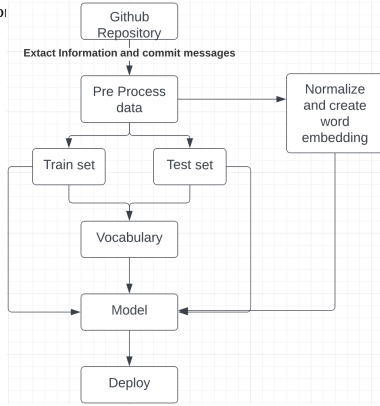 Github
Repository
Extact Information and commit messages
Pre Process
data
Normalize
and create
word
embedding
Train set
Test set
Vocabulary
Model
Deploy